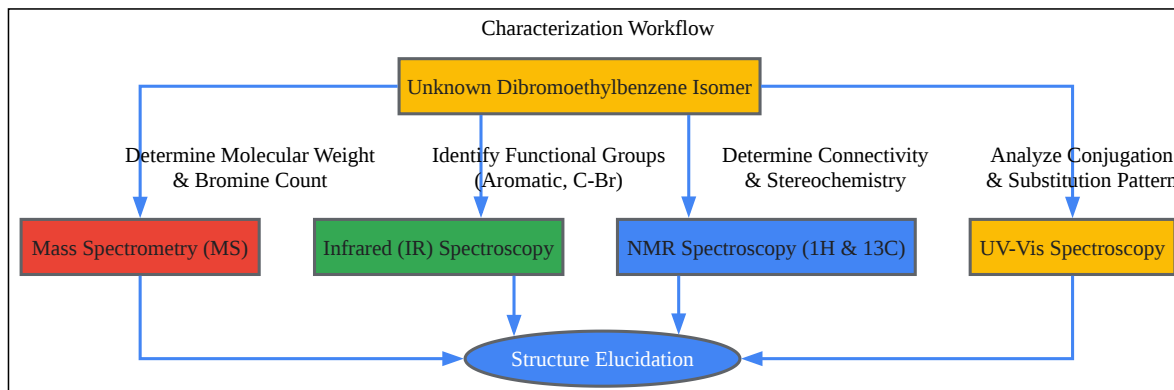 Characterization Workflow
Unknown Dibromoethylbenzene Isomer
Determine Molecular Weight
& Bromine Count
Identify Functional Groups
(Aromatic, C-Br)
Determine Connectivity
& Stereochemistry
Analyze Conjugation
& Substitution Pattern
Mass Spectrometry (MS)
Infrared (IR) Spectroscopy
NMR Spectroscopy (1H & 13C)
UV-Vis Spectroscopy
Structure Elucidation